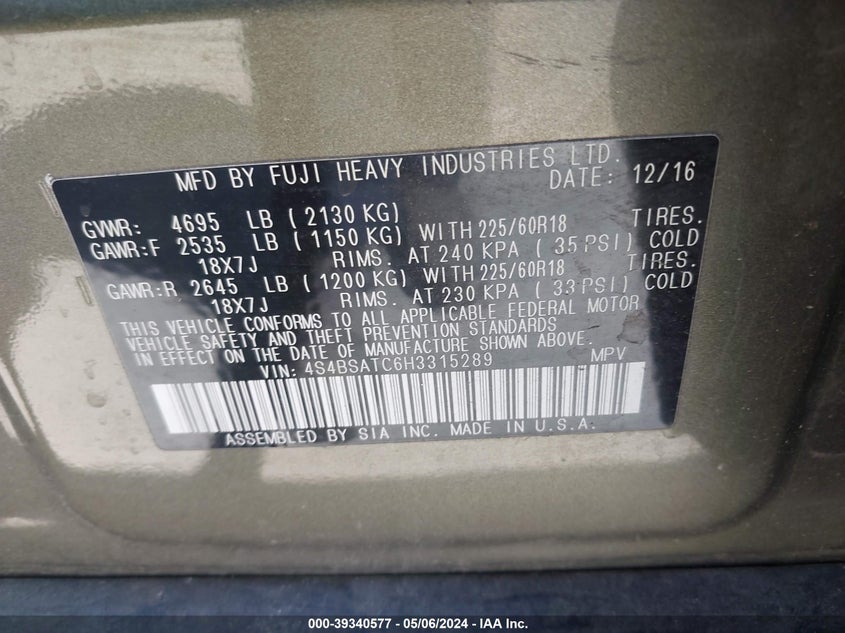 MFD BY FUJI HEAVY INDUSTRIES LTD.
DATE: 12/16
GVWR: 4695 LB ( 2130 KG)
GAWR:F 2535 LB ( 1150 KG) WITH 225/60R18 TIRES.
18X7J RIMS. AT 240 KPA ( 35 PSI) COLD
GAWR:R 2645 LB ( 1200 KG) WITH 225/60R18 TIRES.
18X7J RIMS. AT 230 KPA ( 33 PSI) COLD
THIS VEHICLE CONFORMS TO ALL APPLICABLE FEDERAL MOTOR
VEHICLE SAFETY AND THEFT PREVENTION STANDARDS
IN EFFECT ON THE DATE OF MANUFACTURE SHOWN ABOVE.
VIN: 4S4BSATC6H3315289 MPV
ASSEMBLED BY SIA INC. MADE IN U.S.A.
000-39340577 - 05/06/2024 - IAA Inc.